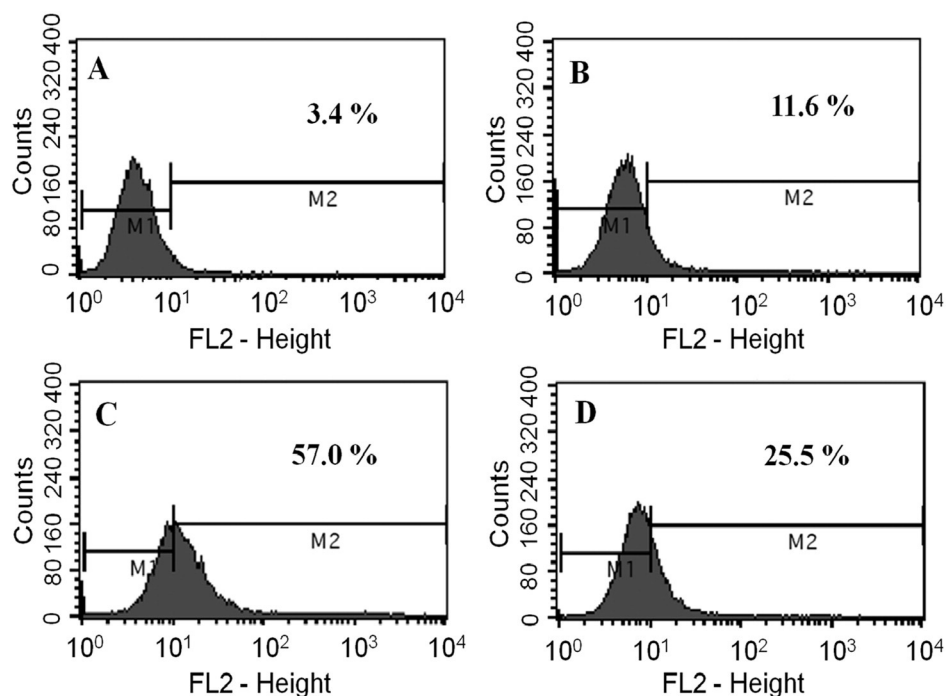 A
3.4 %
M1
M2
Counts
0 80 160 240 320 400
10^0 10^1 10^2 10^3 10^4
FL2 - Height
B
11.6 %
M1
M2
Counts
0 80 160 240 320 400
10^0 10^1 10^2 10^3 10^4
FL2 - Height
C
57.0 %
M1
M2
Counts
0 80 160 240 320 400
10^0 10^1 10^2 10^3 10^4
FL2 - Height
D
25.5 %
M1
M2
Counts
0 80 160 240 320 400
10^0 10^1 10^2 10^3 10^4
FL2 - Height